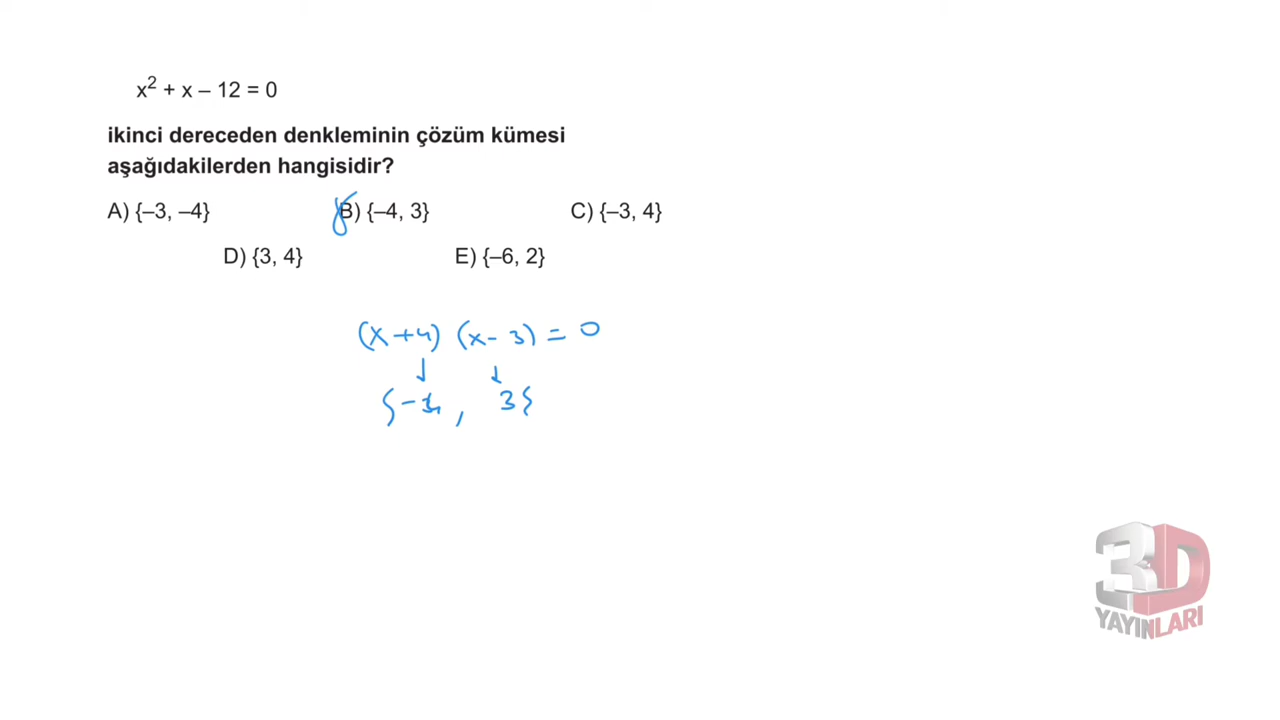 x² + x – 12 = 0
ikinci dereceden denkleminin çözüm kümesi
aşağıdakilerden hangisidir?
A) {–3, –4} B) {–4, 3} C) {–3, 4}
D) {3, 4} E) {–6, 2}
(x+4) (x-3) = 0
{-4, 3}
3D
YAYINLARI